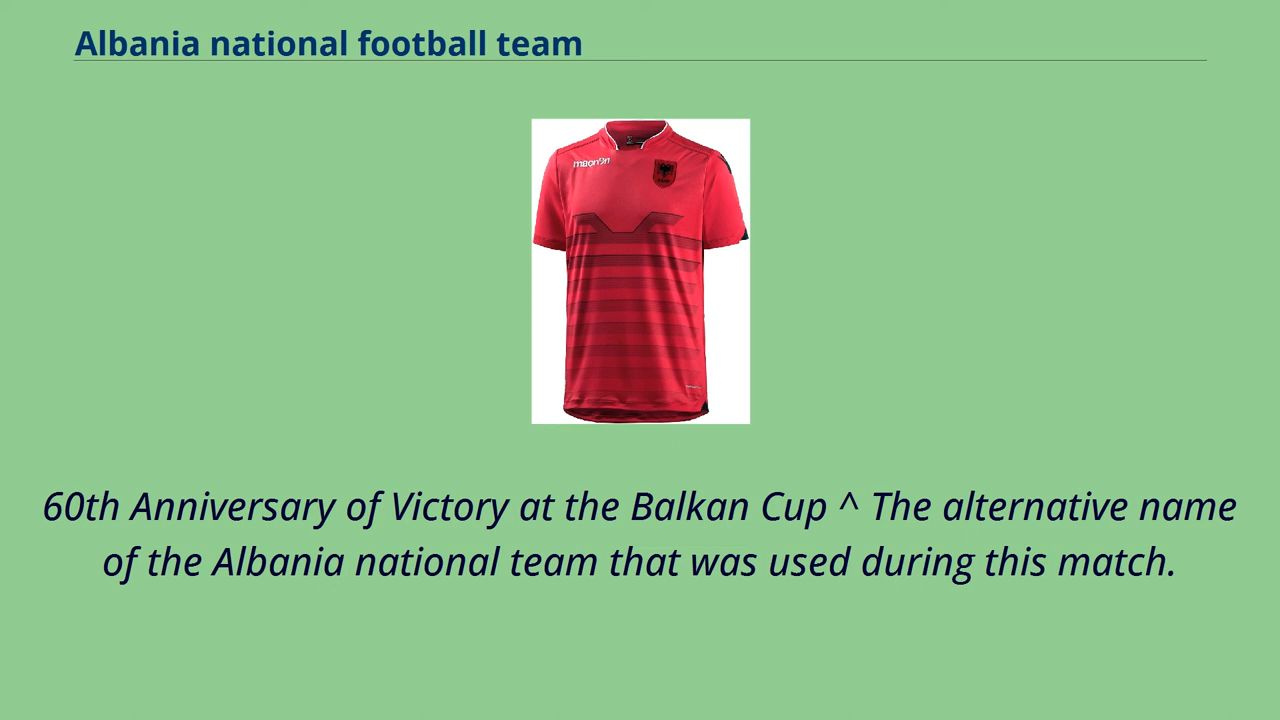 Albania national football team
macron
60th Anniversary of Victory at the Balkan Cup ^ The alternative name
of the Albania national team that was used during this match.